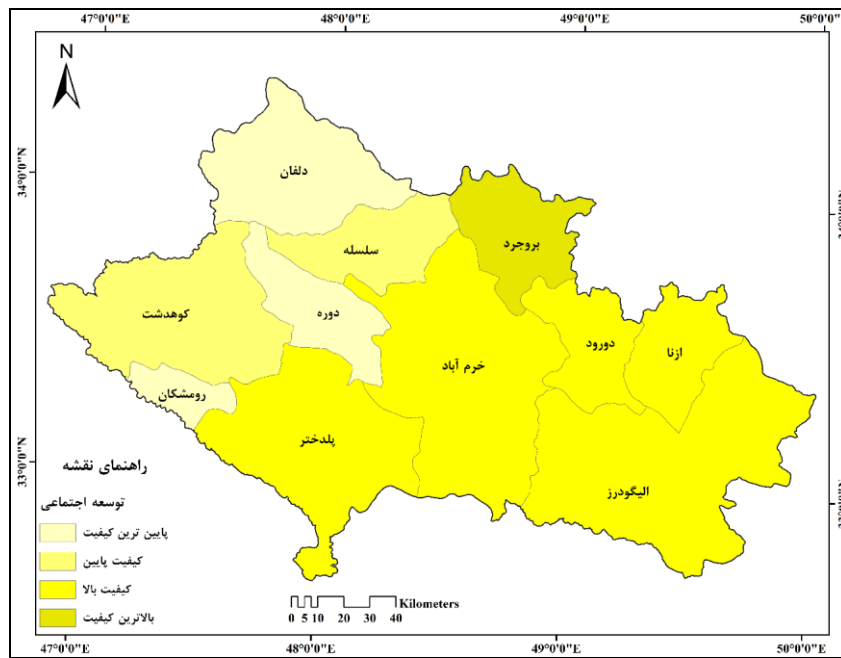 47°0'0"E 48°0'0"E 49°0'0"E 50°0'0"E
N
34°0'0"N
دلفان
بروجرد
سلسله
کوهدشت
دوره
دورود
ازنا
خرم آباد
رومشکان
پلدختر
الیگودرز
33°0'0"N
راهنمای نقشه
توسعه اجتماعی
پایین ترین کیفیت
کیفیت پایین
کیفیت بالا
بالاترین کیفیت
Kilometers
0 5 10 20 30 40
47°0'0"E 48°0'0"E 49°0'0"E 50°0'0"E